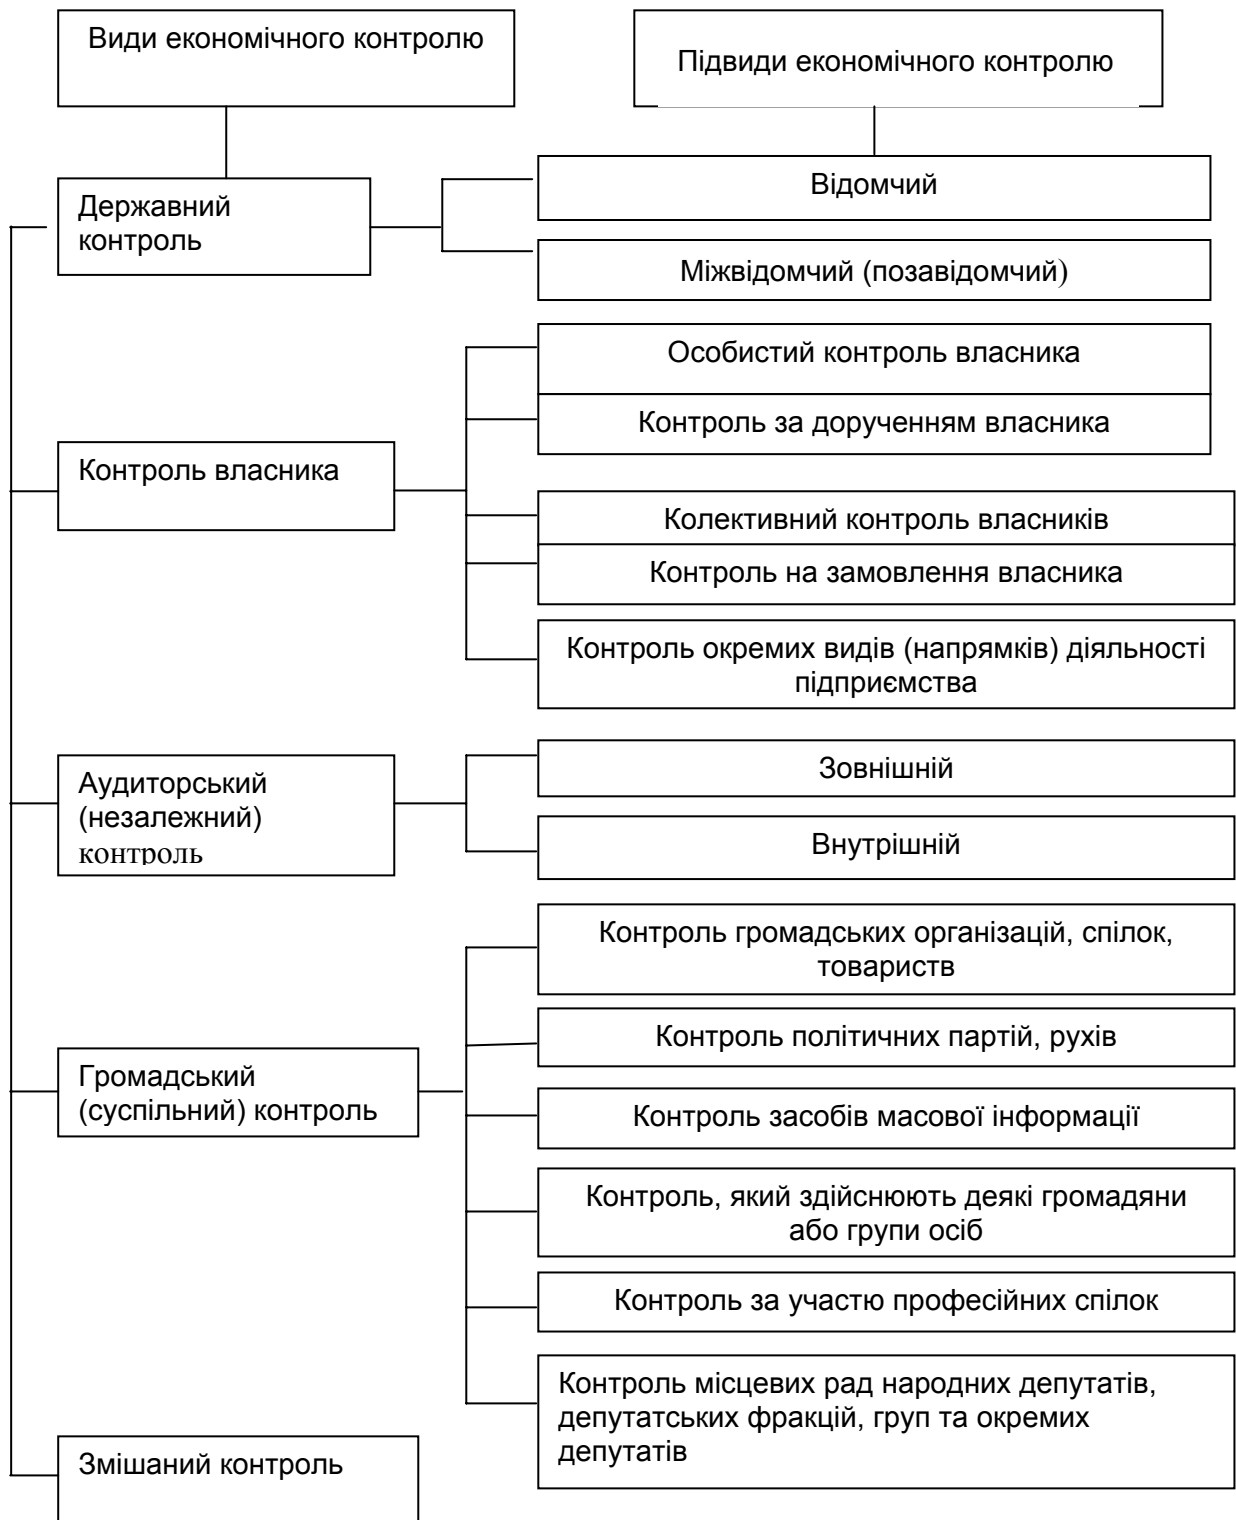 Види економічного контролю
Підвиди економічного контролю
Державний
контроль
Відомчий
Міжвідомчий (позавідомчий)
Контроль власника
Особистий контроль власника
Контроль за дорученням власника
Колективний контроль власників
Контроль на замовлення власника
Контроль окремих видів (напрямків) діяльності
підприємства
Аудиторський
(незалежний)
контроль
Зовнішній
Внутрішній
Громадський
(суспільний) контроль
Контроль громадських організацій, спілок,
товариств
Контроль політичних партій, рухів
Контроль засобів масової інформації
Контроль, який здійснюють деякі громадяни
або групи осіб
Контроль за участю професійних спілок
Контроль місцевих рад народних депутатів,
депутатських фракцій, груп та окремих
депутатів
Змішаний контроль